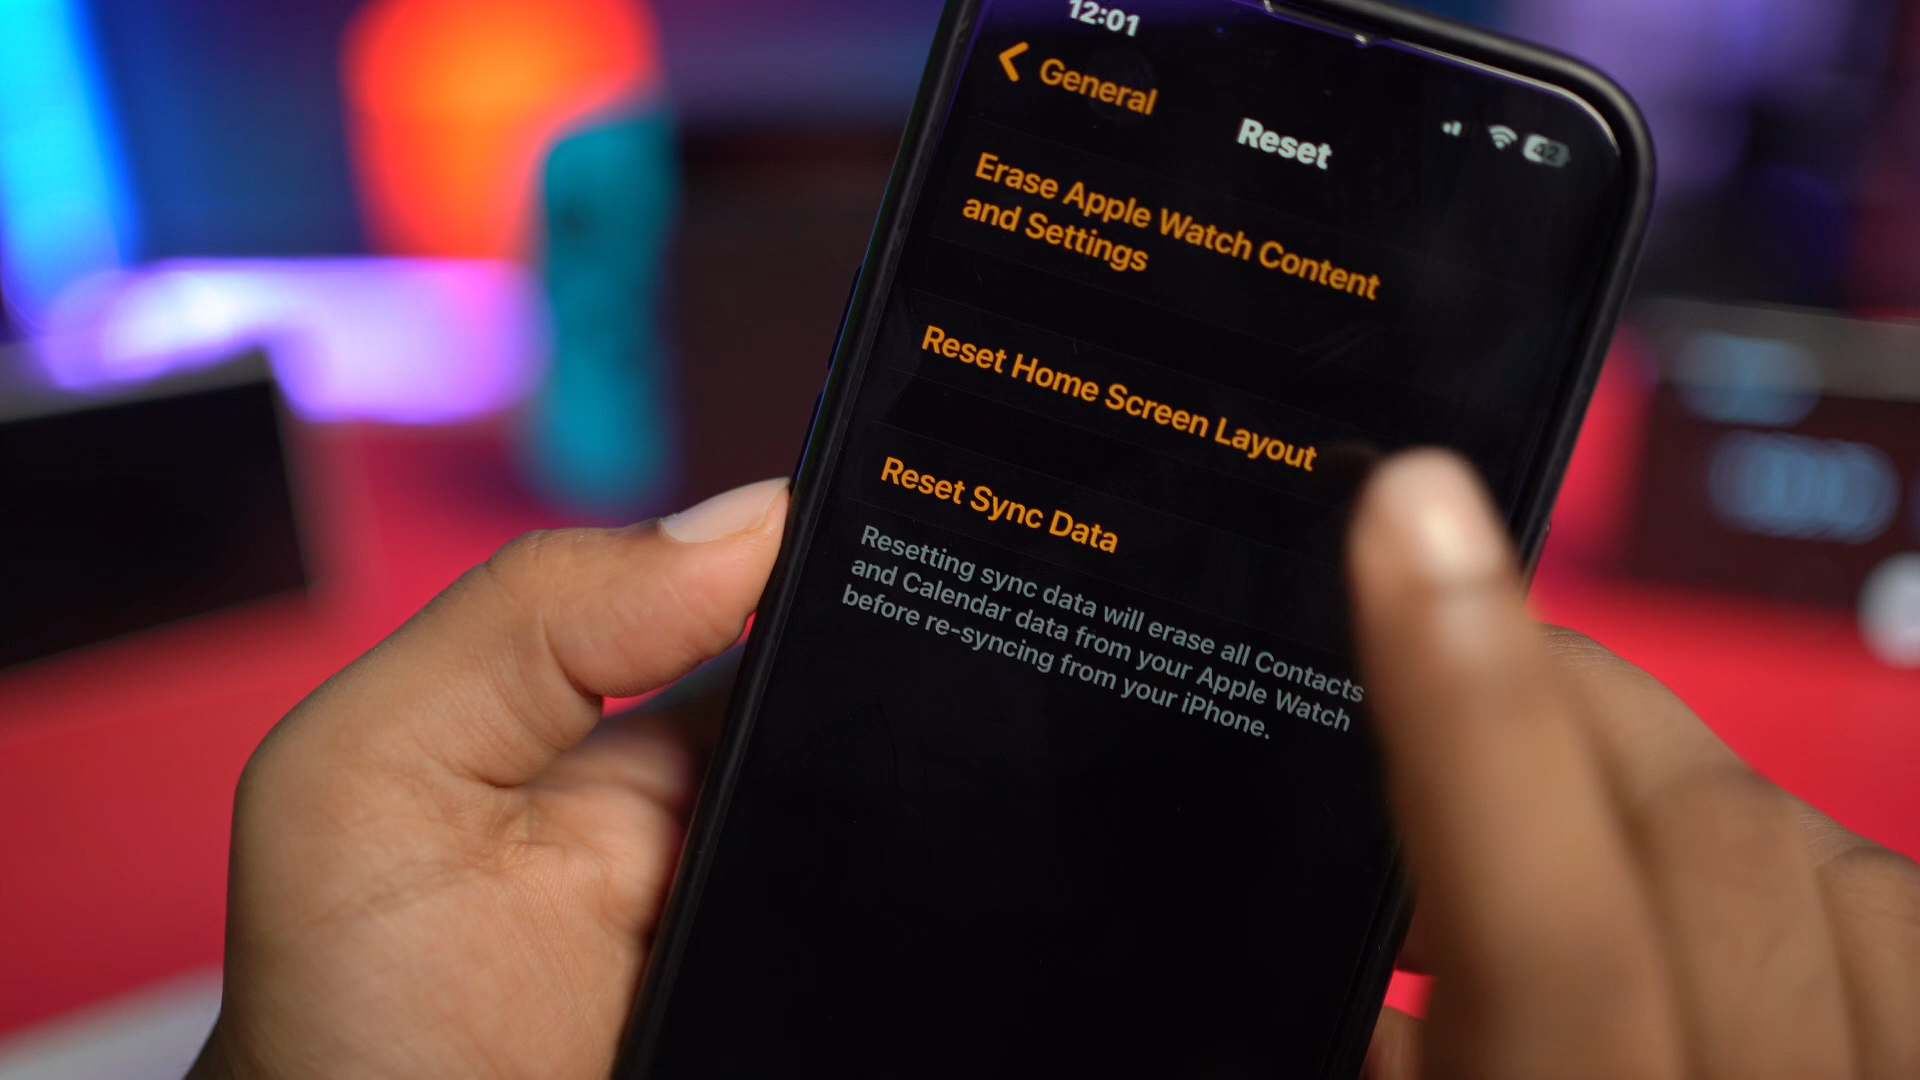 12:01
General
Reset
42
Erase Apple Watch Content
and Settings
Reset Home Screen Layout
Reset Sync Data
Resetting sync data will erase all Contacts
and Calendar data from your Apple Watch
before re-syncing from your iPhone.